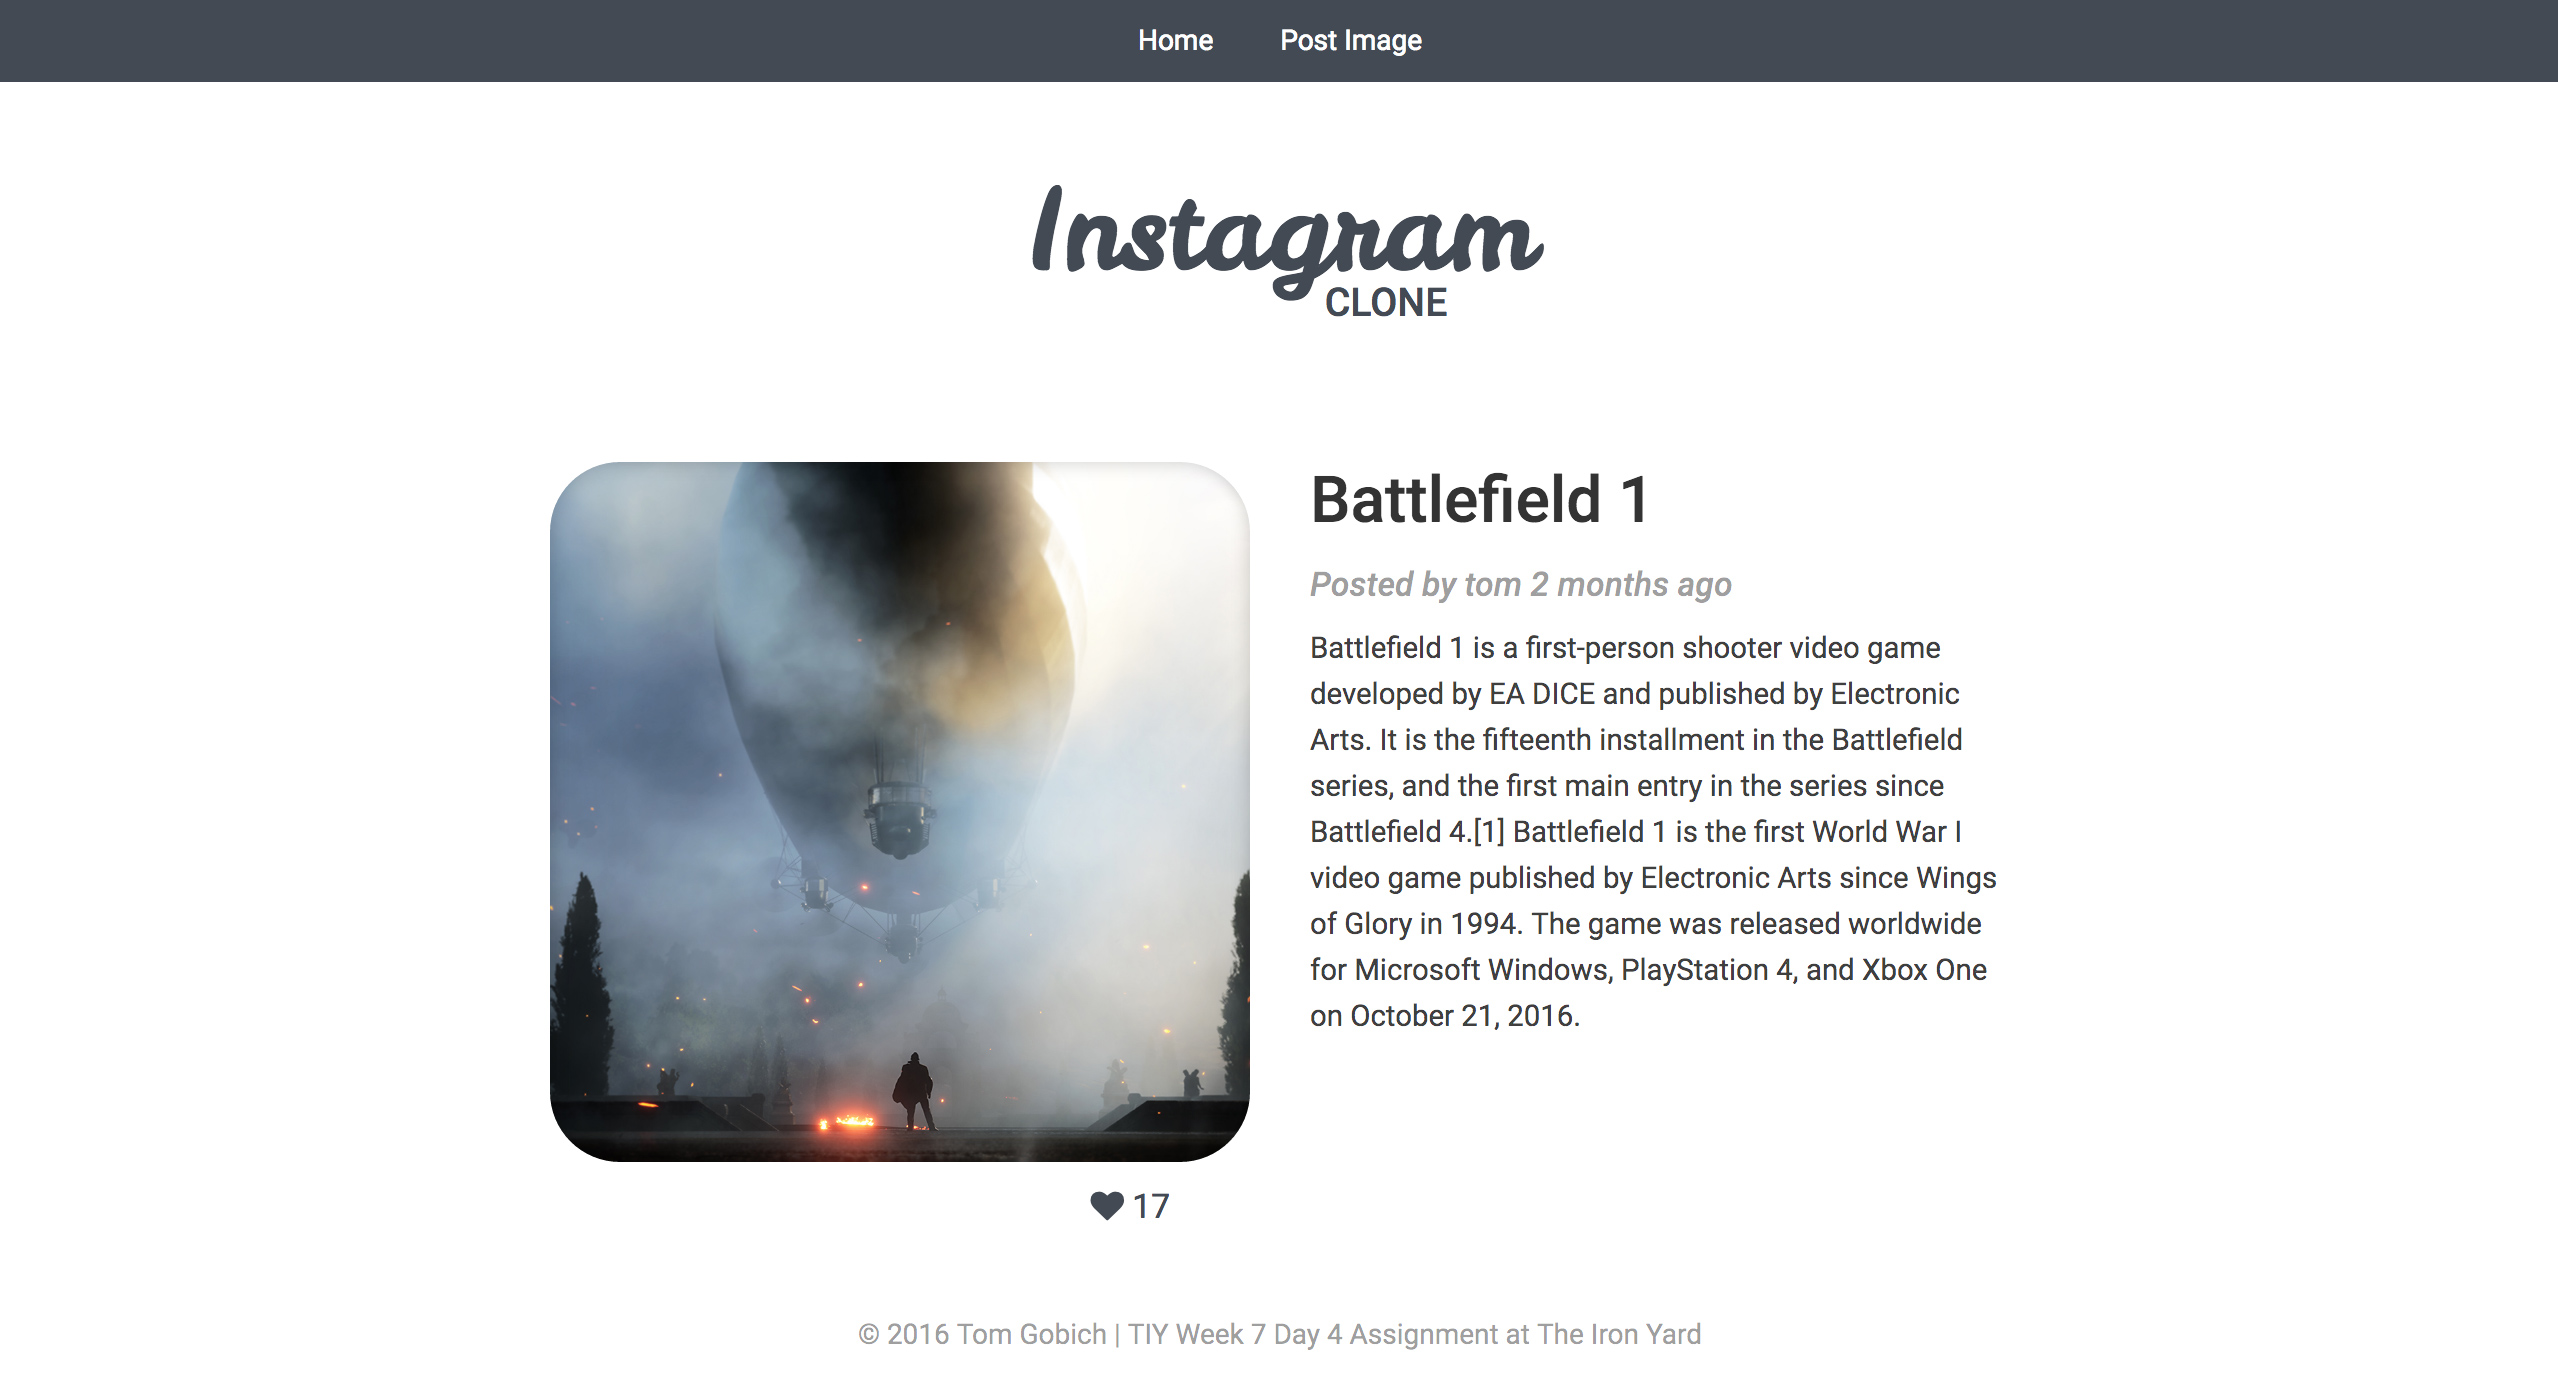 Home Post Image
Instagram
CLONE
Battlefield 1
Posted by tom 2 months ago
Battlefield 1 is a first-person shooter video game
developed by EA DICE and published by Electronic
Arts. It is the fifteenth installment in the Battlefield
series, and the first main entry in the series since
Battlefield 4.[1] Battlefield 1 is the first World War I
video game published by Electronic Arts since Wings
of Glory in 1994. The game was released worldwide
for Microsoft Windows, PlayStation 4, and Xbox One
on October 21, 2016.
17
© 2016 Tom Gobich | TIY Week 7 Day 4 Assignment at The Iron Yard